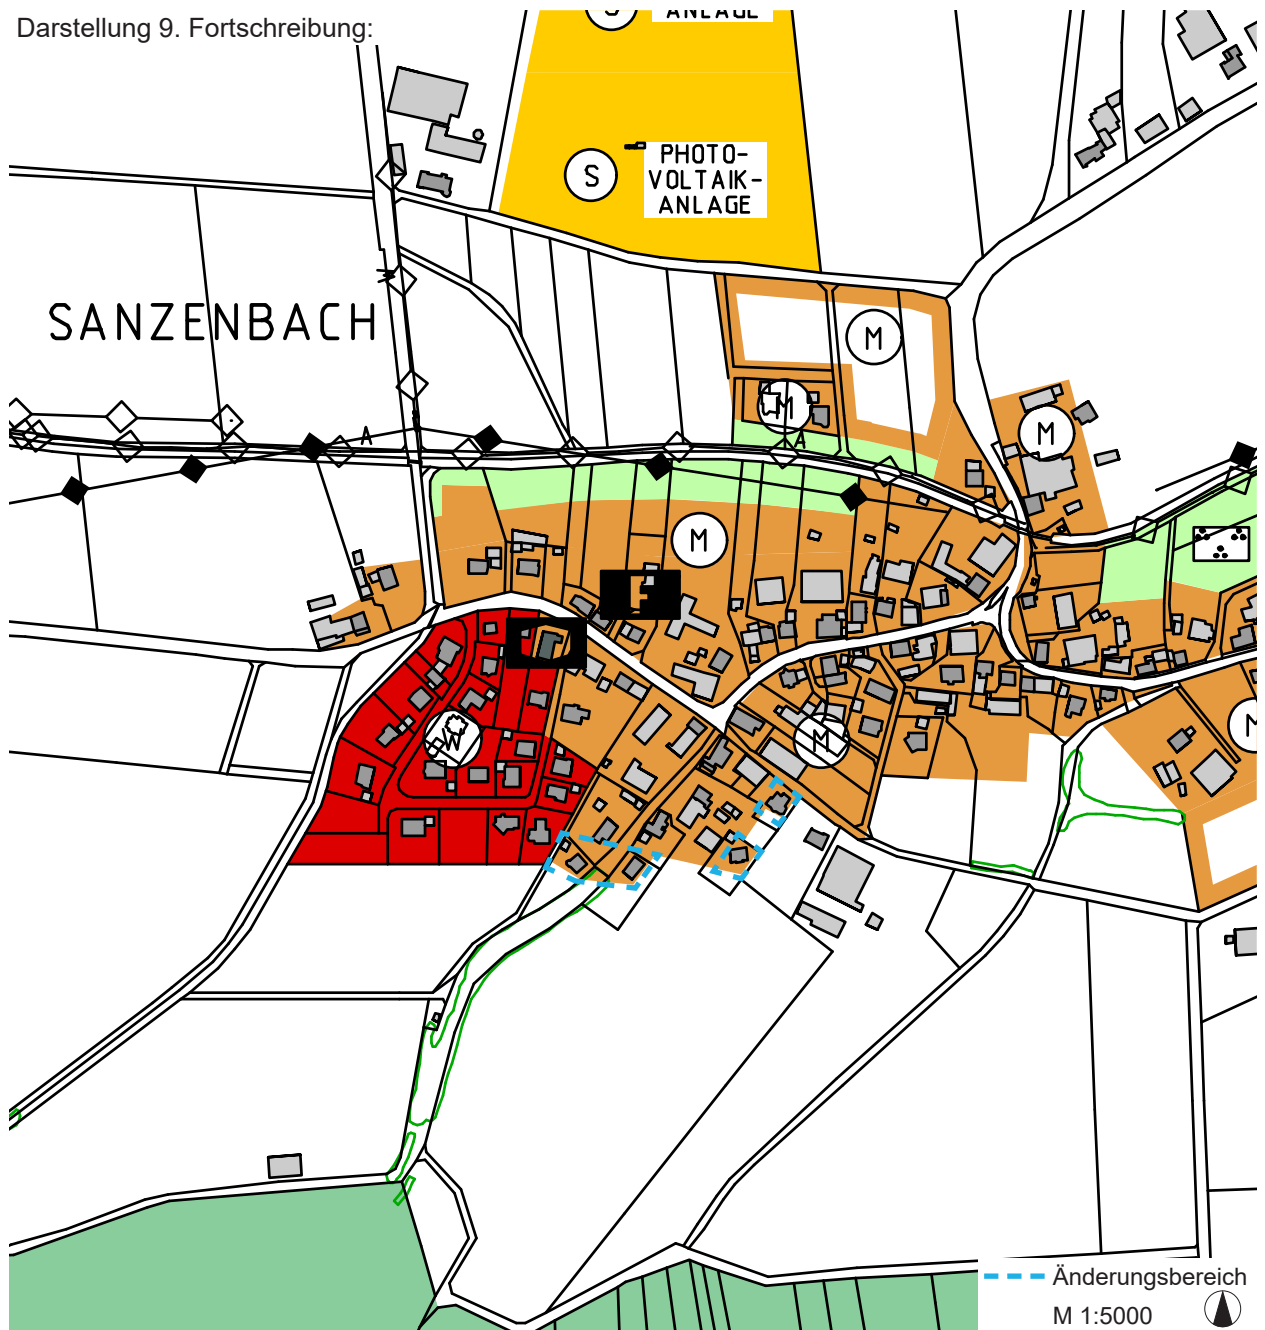 Darstellung 9. Fortschreibung:
S
ANLAGE
S
PHOTO-
VOLTAIK-
ANLAGE
SANZENBACH
M
M
M
A
A
M
F
W
M
M
Änderungsbereich
M 1:5000